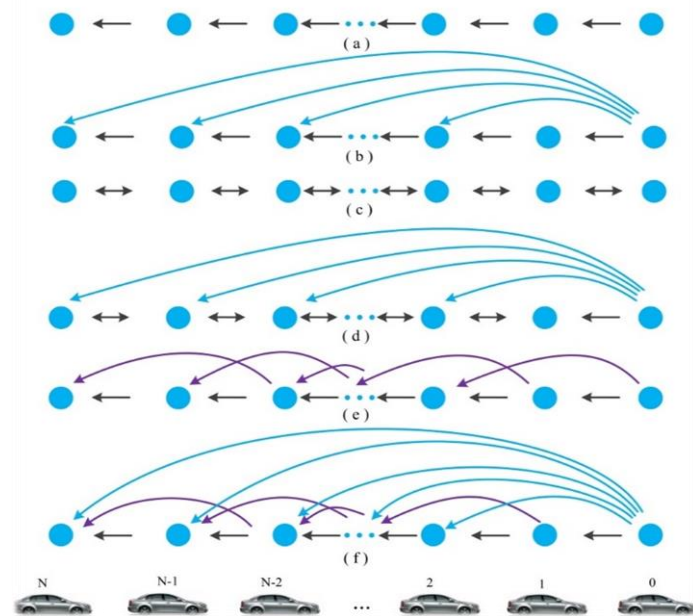 ( a )
( b )
( c )
( d )
( e )
( f )
N N-1 N-2 ... 2 1 0